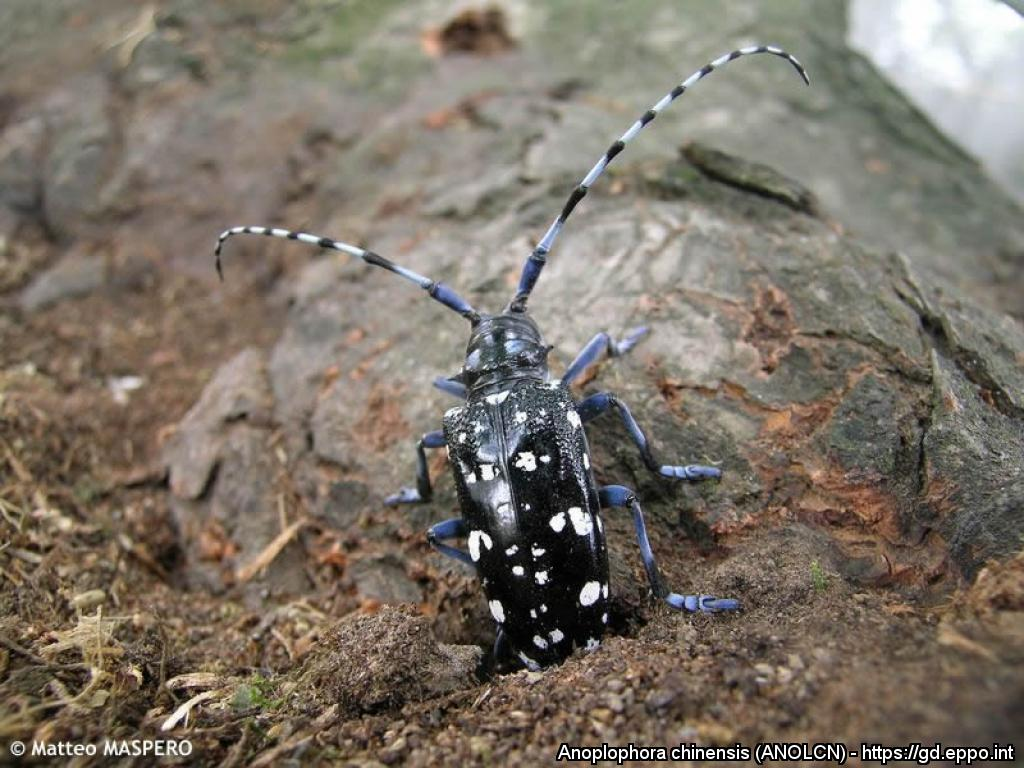 © Matteo MASPERO
Anoplophora chinensis (ANOLCN) - https://gd.eppo.int